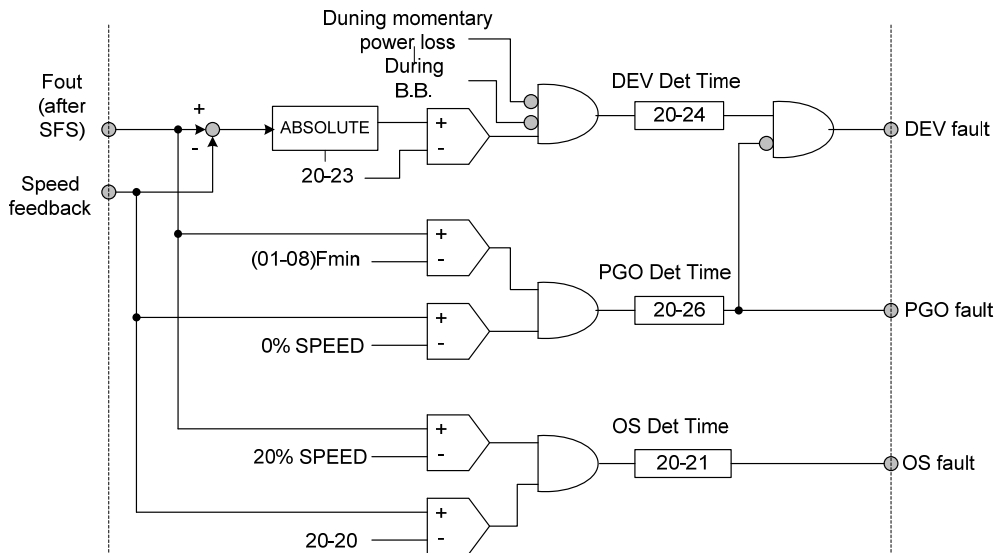 Duning momentary
power loss
During
B.B.
Fout
(after
SFS)
+
-
ABSOLUTE
20-23
+
-
DEV Det Time
20-24
DEV fault
Speed
feedback
+
-
(01-08)Fmin
PGO Det Time
20-26
PGO fault
+
-
0% SPEED
+
-
20% SPEED
OS Det Time
20-21
OS fault
+
-
20-20